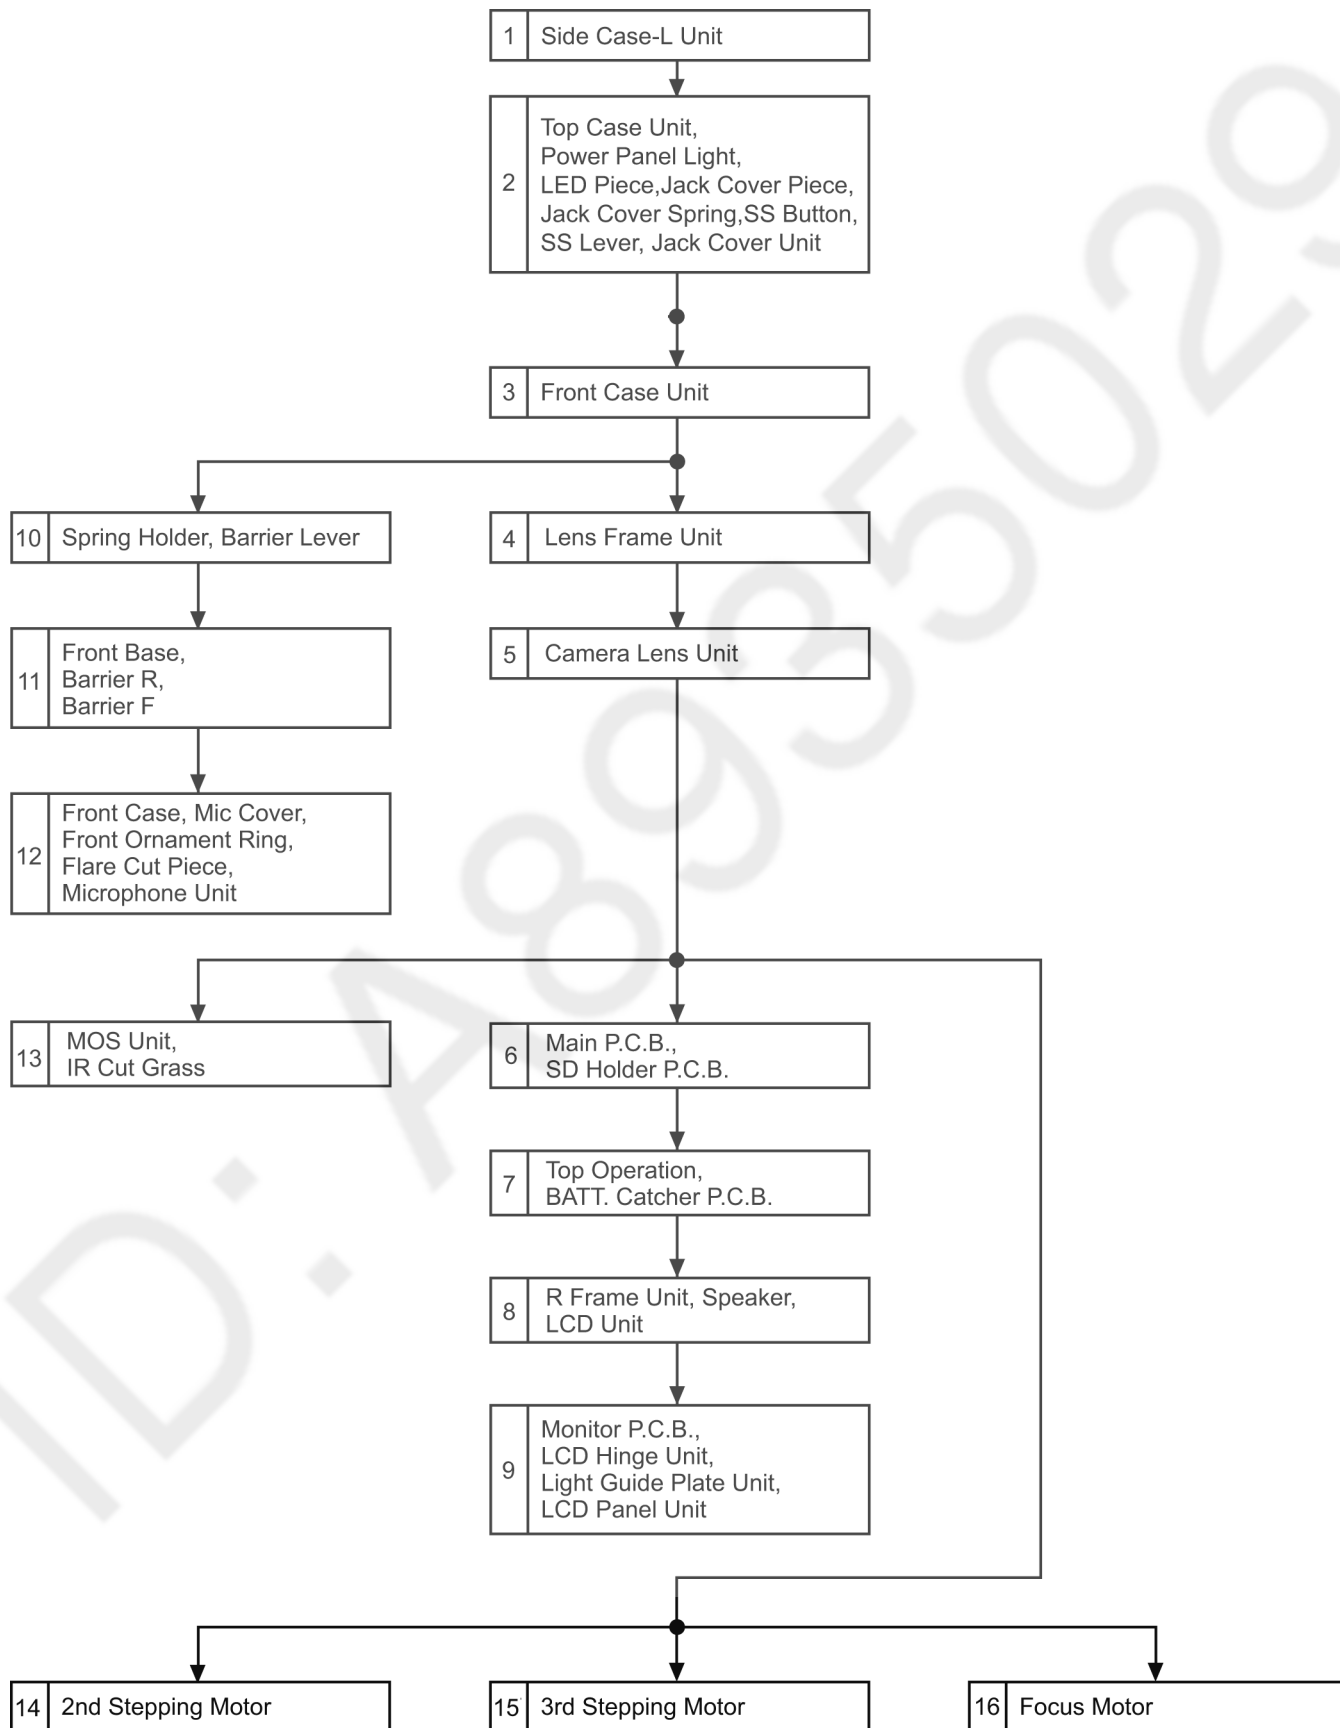 1 Side Case-L Unit
2
Top Case Unit,
Power Panel Light,
LED Piece,Jack Cover Piece,
Jack Cover Spring,SS Button,
SS Lever, Jack Cover Unit
3 Front Case Unit
10 Spring Holder, Barrier Lever
4 Lens Frame Unit
11
Front Base,
Barrier R,
Barrier F
5 Camera Lens Unit
12
Front Case, Mic Cover,
Front Ornament Ring,
Flare Cut Piece,
Microphone Unit
13
MOS Unit,
IR Cut Grass
6
Main P.C.B.,
SD Holder P.C.B.
7
Top Operation,
BATT. Catcher P.C.B.
8
R Frame Unit, Speaker,
LCD Unit
9
Monitor P.C.B.,
LCD Hinge Unit,
Light Guide Plate Unit,
LCD Panel Unit
14 2nd Stepping Motor
15 3rd Stepping Motor
16 Focus Motor